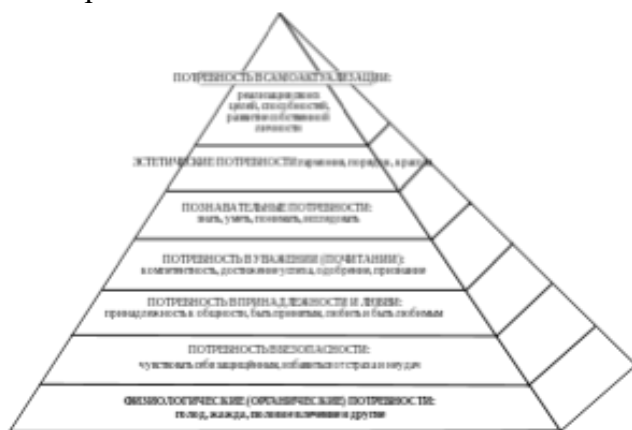 ПОТРЕБНОСТЬ В САМОАКТУАЛИЗАЦИИ:
реализация своих
целей, способностей,
развитие собственной
личности
ЭСТЕТИЧЕСКИЕ ПОТРЕБНОСТИ: гармония, порядок, красота
ПОЗНАВАТЕЛЬНЫЕ ПОТРЕБНОСТИ:
знать, уметь, понимать, исследовать
ПОТРЕБНОСТЬ В УВАЖЕНИИ (ПОЧИТАНИИ):
компетентность, достижение успеха, одобрение, признание
ПОТРЕБНОСТЬ В ПРИНАДЛЕЖНОСТИ И ЛЮБВИ:
принадлежность к общности, быть принятым, любить и быть любимым
ПОТРЕБНОСТЬ В БЕЗОПАСНОСТИ:
чувствовать себя защищённым, избавиться от страха и неудач
ФИЗИОЛОГИЧЕСКИЕ (ОРГАНИЧЕСКИЕ) ПОТРЕБНОСТИ:
голод, жажда, половое влечение и другие